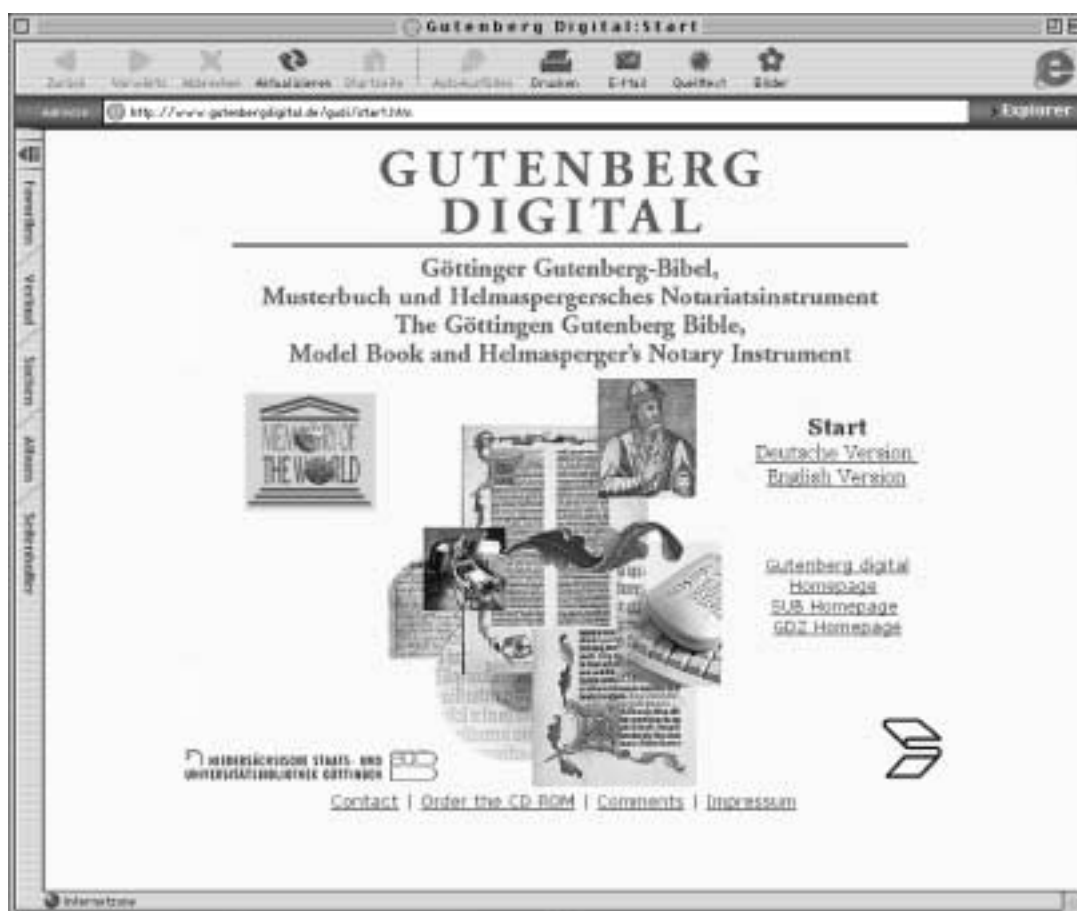 Gutenberg Digital:Start
Zurück Vorwärts Abbrechen Aktualisieren Startseite AutoAusfüllen Drucken E-Mail Quelltext Bilder
Adresse http://www.gutenbergdigital.de/gudi/start.htm Explorer
Favoriten
Verlauf
Suchen
Album
Seitenhalter
GUTENBERG
DIGITAL
Göttinger Gutenberg-Bibel,
Musterbuch und Helmaspergersches Notariatsinstrument
The Göttingen Gutenberg Bible,
Model Book and Helmasperger's Notary Instrument
MEMORY OF
THE WORLD
Start
Deutsche Version
English Version
Gutenberg digital
Homepage
SUB Homepage
GDZ Homepage
NIEDERSÄCHSISCHE STAATS- UND
UNIVERSITÄTSBIBLIOTHEK GÖTTINGEN
Contact | Order the CD ROM | Comments | Impressum
Internetzone